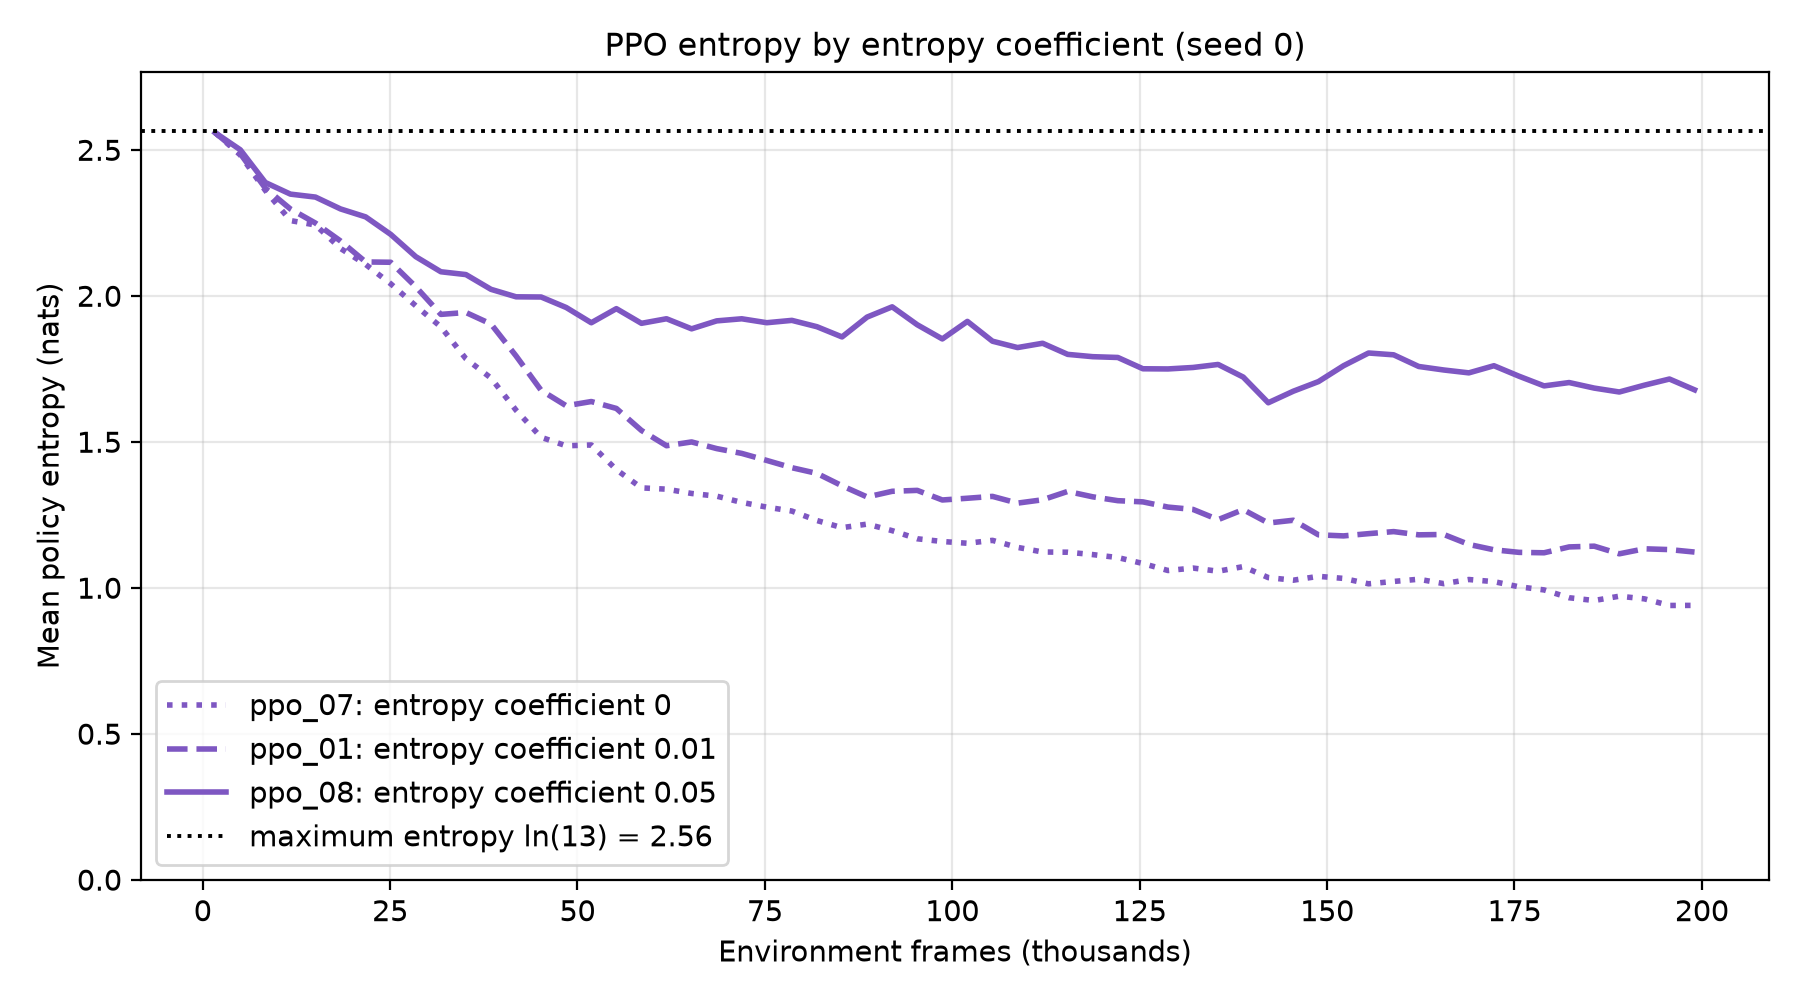 PPO entropy by entropy coefficient (seed 0)
Mean policy entropy (nats)
2.5
2.0
1.5
1.0
0.5
0.0
ppo_07: entropy coefficient 0
ppo_01: entropy coefficient 0.01
ppo_08: entropy coefficient 0.05
maximum entropy ln(13) = 2.56
0 25 50 75 100 125 150 175 200
Environment frames (thousands)